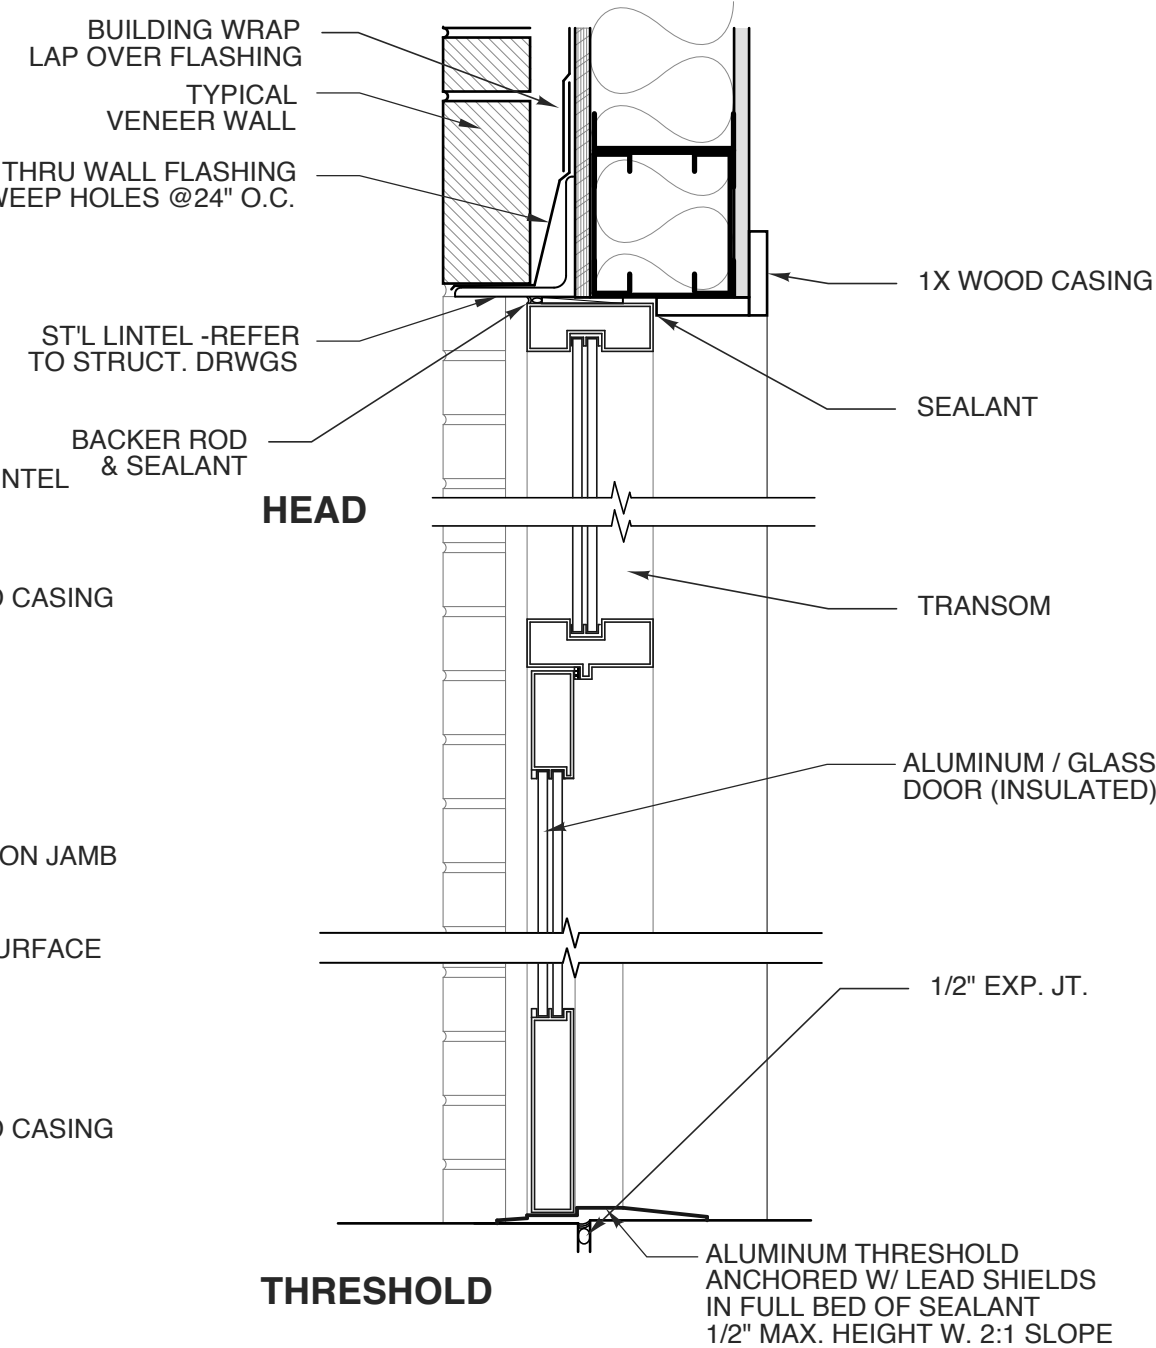 BUILDING WRAP
LAP OVER FLASHING
TYPICAL
VENEER WALL
THRU WALL FLASHING
WEEP HOLES @24" O.C.
ST'L LINTEL -REFER
TO STRUCT. DRWGS
BACKER ROD
& SEALANT
HEAD
1X WOOD CASING
SEALANT
TRANSOM
ALUMINUM / GLASS
DOOR (INSULATED)
1/2" EXP. JT.
ALUMINUM THRESHOLD
ANCHORED W/ LEAD SHIELDS
IN FULL BED OF SEALANT
1/2" MAX. HEIGHT W. 2:1 SLOPE
THRESHOLD
CASING
ON JAMB
CASING